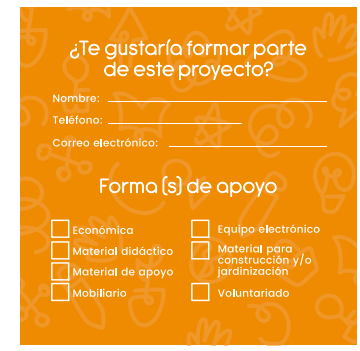 ¿Te gustaría formar parte
de este proyecto?
Nombre:
Teléfono:
Correo electrónico:
Forma (s) de apoyo
Económica
Material didáctico
Material de apoyo
Mobiliario
Equipo electrónico
Material para
construcción y/o
jardinización
Voluntariado